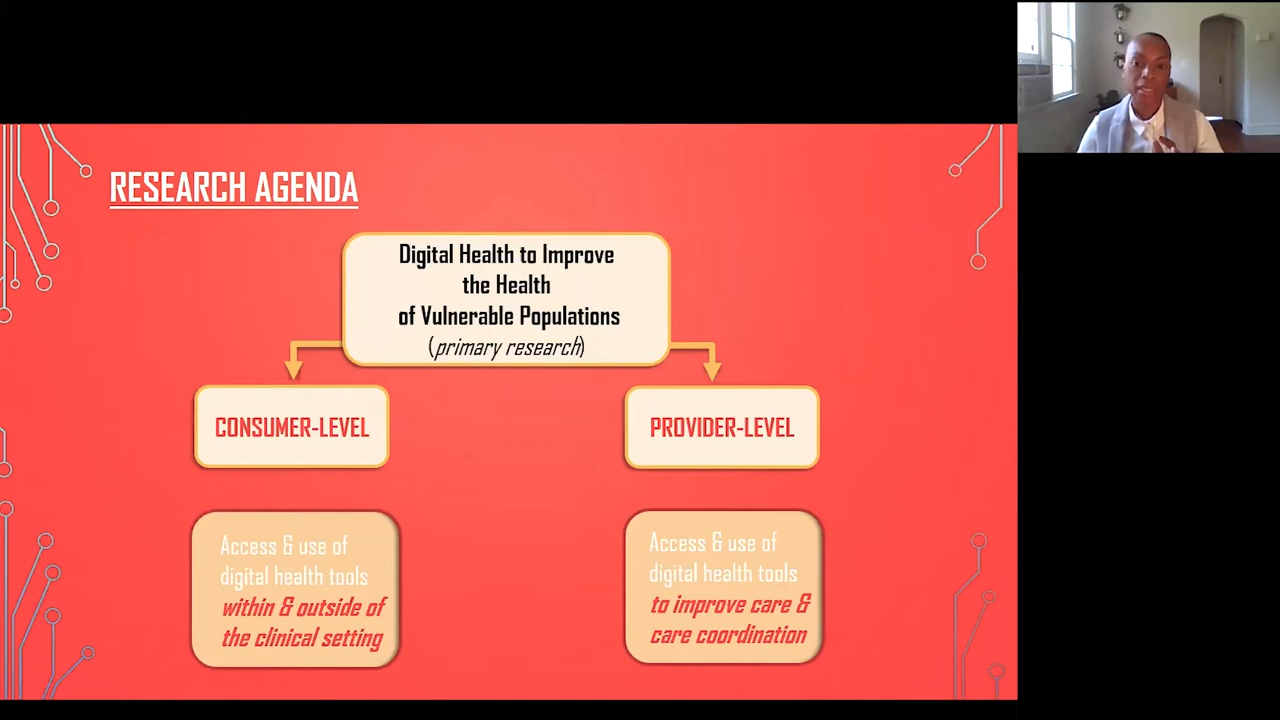 RESEARCH AGENDA
Digital Health to Improve
the Health
of Vulnerable Populations
(primary research)
CONSUMER-LEVEL
PROVIDER-LEVEL
Access & use of
digital health tools
within & outside of
the clinical setting
Access & use of
digital health tools
to improve care &
care coordination